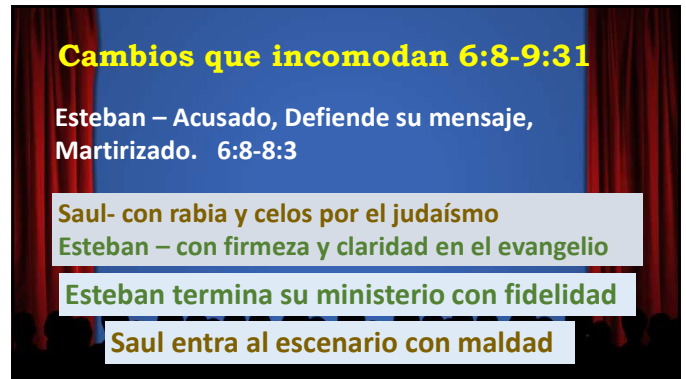 Cambios que incomodan 6:8-9:31
Esteban – Acusado, Defiende su mensaje,
Martirizado.   6:8-8:3
Saul- con rabia y celos por el judaísmo
Esteban – con firmeza y claridad en el evangelio
Esteban termina su ministerio con fidelidad
Saul entra al escenario con maldad